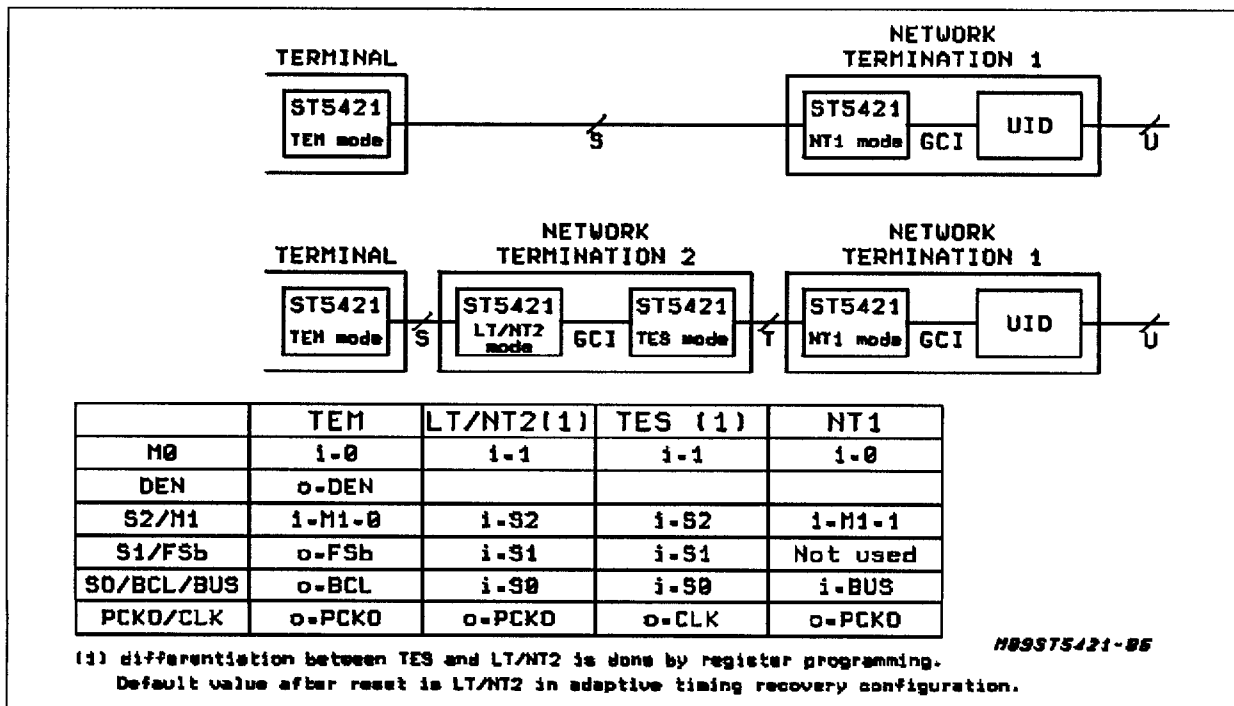 NETWORK
TERMINAL TERMINATION 1
ST5421 ST5421 UID
TEM mode S NT1 mode GCI U
NETWORK NETWORK
TERMINAL TERMINATION 2 TERMINATION 1
ST5421 ST5421 ST5421 ST5421 UID
TEM mode S LT/NT2 mode GCI TES mode T NT1 mode GCI U
TEM LT/NT2(1) TES (1) NT1
M0 i=0 i=1 i=1 i=0
DEN o=DEN
S2/M1 i=M1=0 i=S2 i=S2 i=M1=1
S1/FSb o=FSb i=S1 i=S1 Not used
S0/BCL/BUS o=BCL i=S0 i=S0 i=BUS
PCKO/CLK o=PCKO o=PCKO o=CLK o=PCKO
M89ST5421-06
(1) differentiation between TES and LT/NT2 is done by register programming.
Default value after reset is LT/NT2 in adaptive timing recovery configuration.